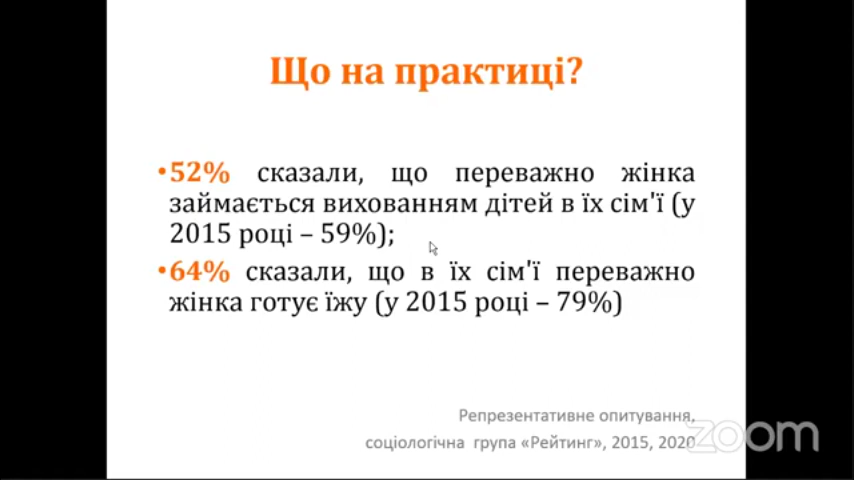 Що на практиці?
•52% сказали, що переважно жінка
займається вихованням дітей в їх сім'ї (у
2015 році – 59%);
•64% сказали, що в їх сім'ї переважно
жінка готує їжу (у 2015 році – 79%)
Репрезентативне опитування,
соціологічна група «Рейтинг», 2015, 2020
zoom